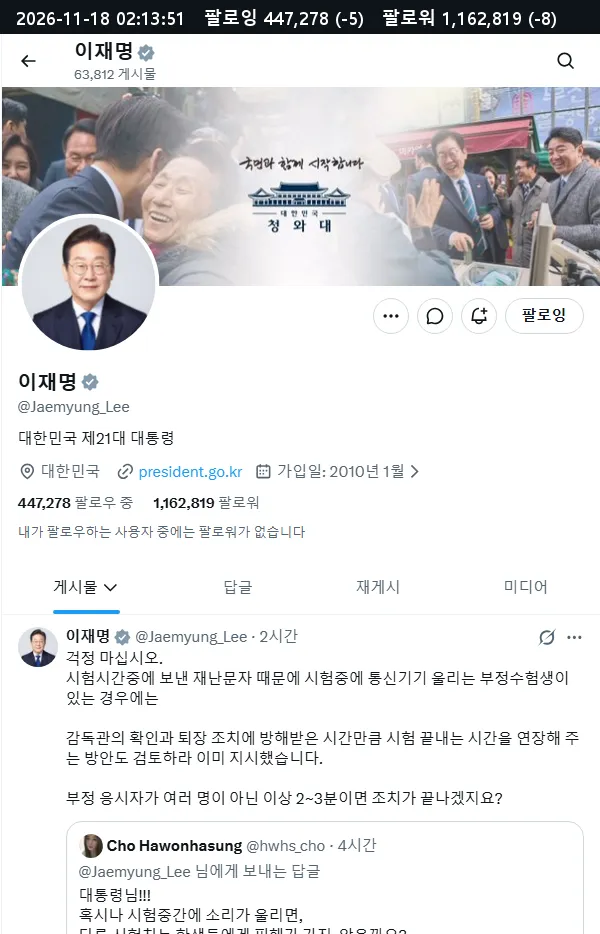 2026-11-18 02:13:51 팔로잉 447,278 (-5) 팔로워 1,162,819 (-8)
이재명
63,812 게시물
국민과 함께 시작합니다
대한민국
청와대
팔로잉
이재명
@Jaemyung_Lee
대한민국 제21대 대통령
대한민국 president.go.kr 가입일: 2010년 1월
447,278 팔로우 중 1,162,819 팔로워
내가 팔로우하는 사용자 중에는 팔로워가 없습니다
게시물 답글 재게시 미디어
이재명 @Jaemyung_Lee · 2시간
걱정 마십시오.
시험시간중에 보낸 재난문자 때문에 시험중에 통신기기 울리는 부정수험생이
있는 경우에는
감독관의 확인과 퇴장 조치에 방해받은 시간만큼 시험 끝내는 시간을 연장해 주
는 방안도 검토하라 이미 지시했습니다.
부정 응시자가 여러 명이 아닌 이상 2~3분이면 조치가 끝나겠지요?
Cho Hawonhasung @hwhs_cho · 4시간
@Jaemyung_Lee 님에게 보내는 답글
대통령님!!!
혹시나 시험중간에 소리가 울리면,